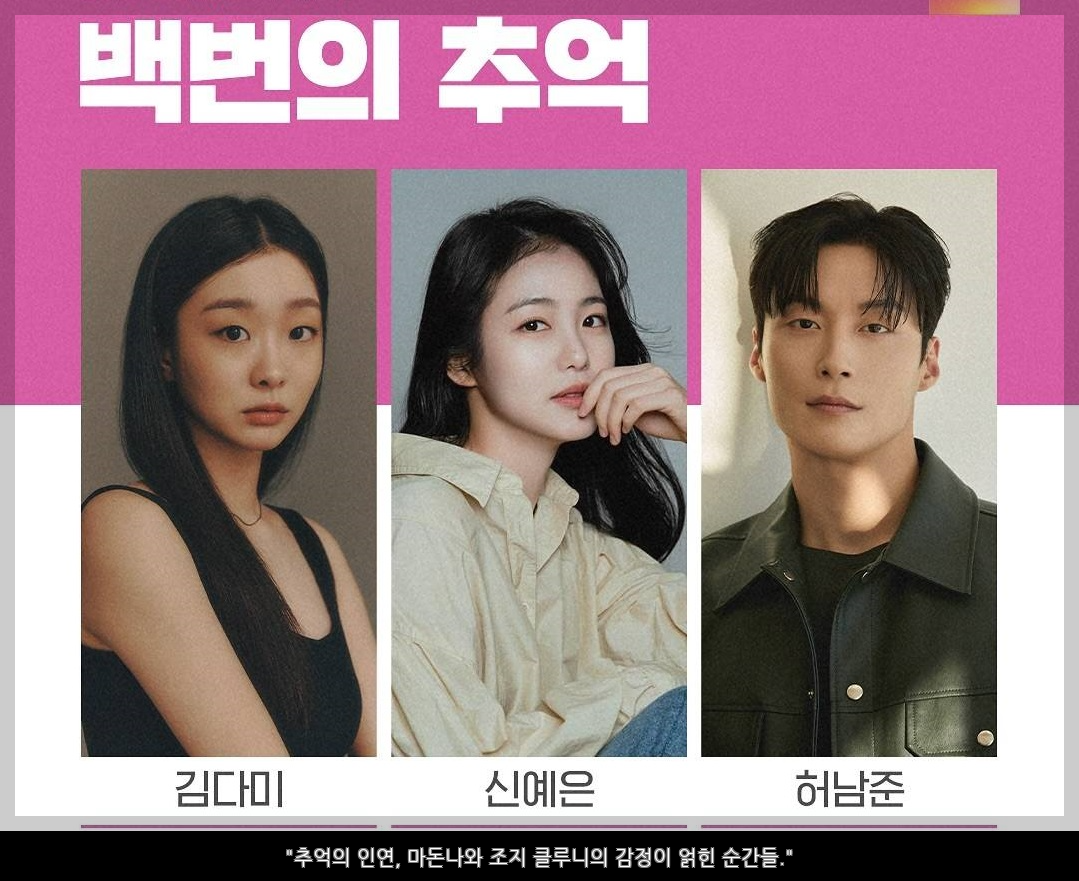 백번의 추억
김다미
신예은
허남준
"추억의 인연, 마돈나와 조지 클루니의 감정이 얽힌 순간들."